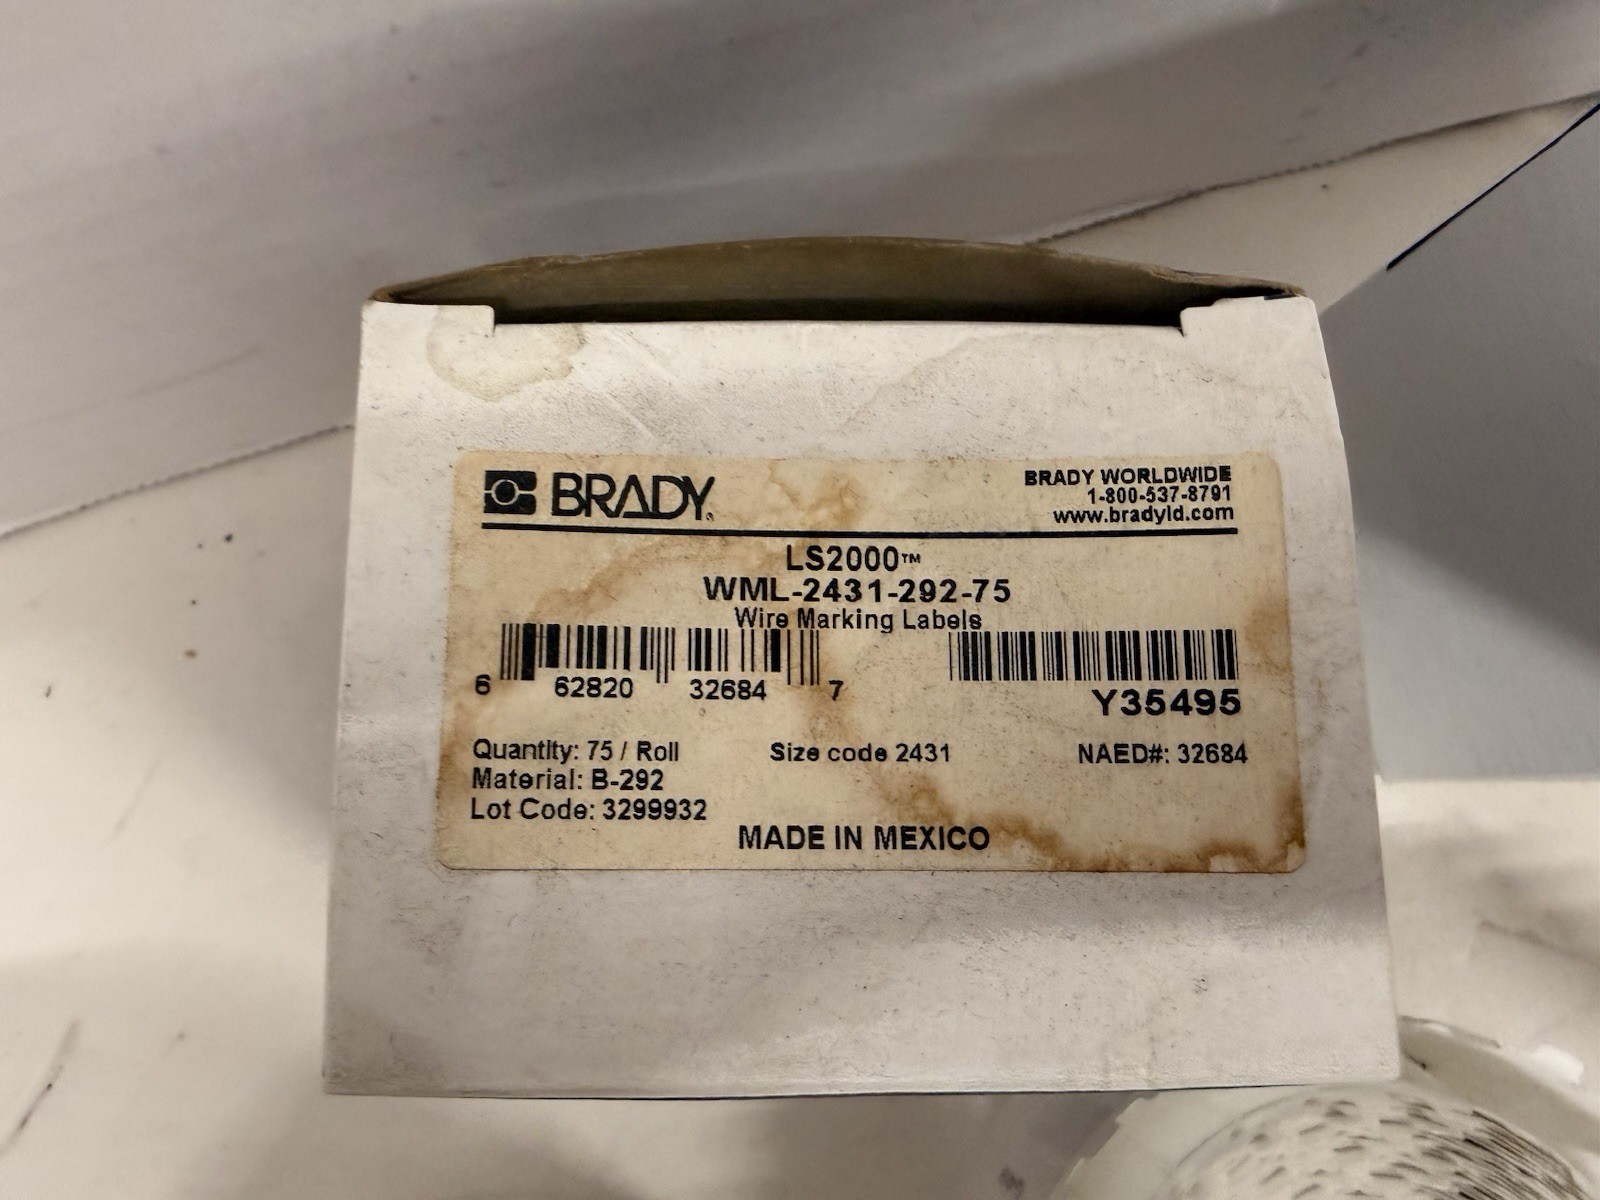 BRADY.
BRADY WORLDWIDE
1-800-537-8791
www.bradyid.com
LS2000™
WML-2431-292-75
Wire Marking Labels
6 62820 32684 7
Y35495
Quantity: 75 / Roll
Size code 2431
NAED#: 32684
Material: B-292
Lot Code: 3299932
MADE IN MEXICO